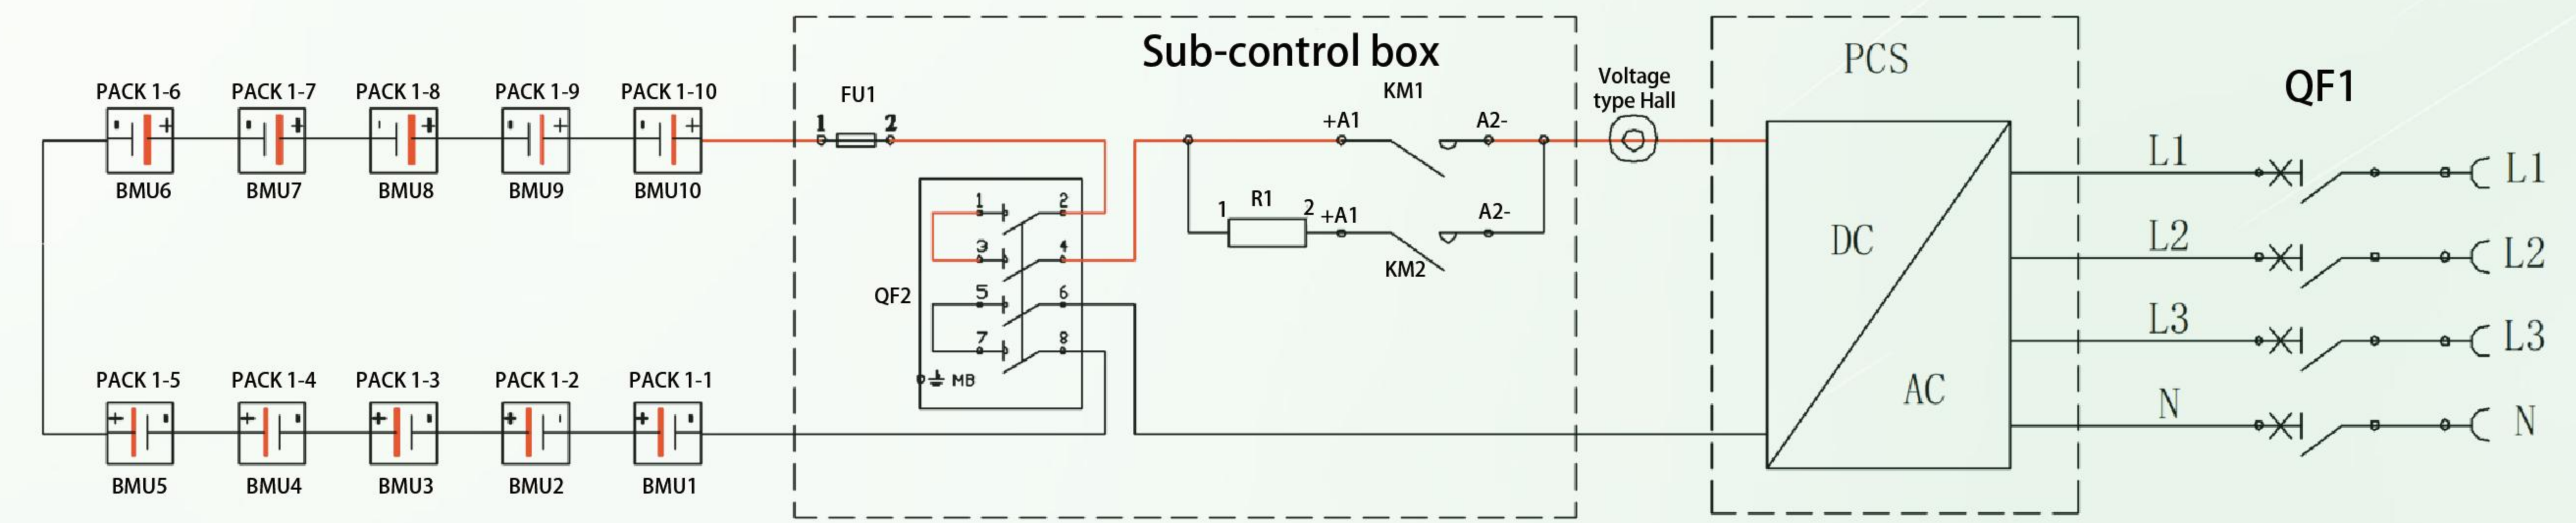 Sub-control box
PCS
QF1
Voltage
type Hall
PACK 1-6 PACK 1-7 PACK 1-8 PACK 1-9 PACK 1-10
- + - + - + - + - +
BMU6 BMU7 BMU8 BMU9 BMU10
FU1
1 2
KM1
+A1 A2-
R1
1 2 +A1 A2-
KM2
QF2
1 2
3 4
5 6
7 8
MB
DC
AC
L1 L1
L2 L2
L3 L3
N N
PACK 1-5 PACK 1-4 PACK 1-3 PACK 1-2 PACK 1-1
+ - + - + - + - + -
BMU5 BMU4 BMU3 BMU2 BMU1